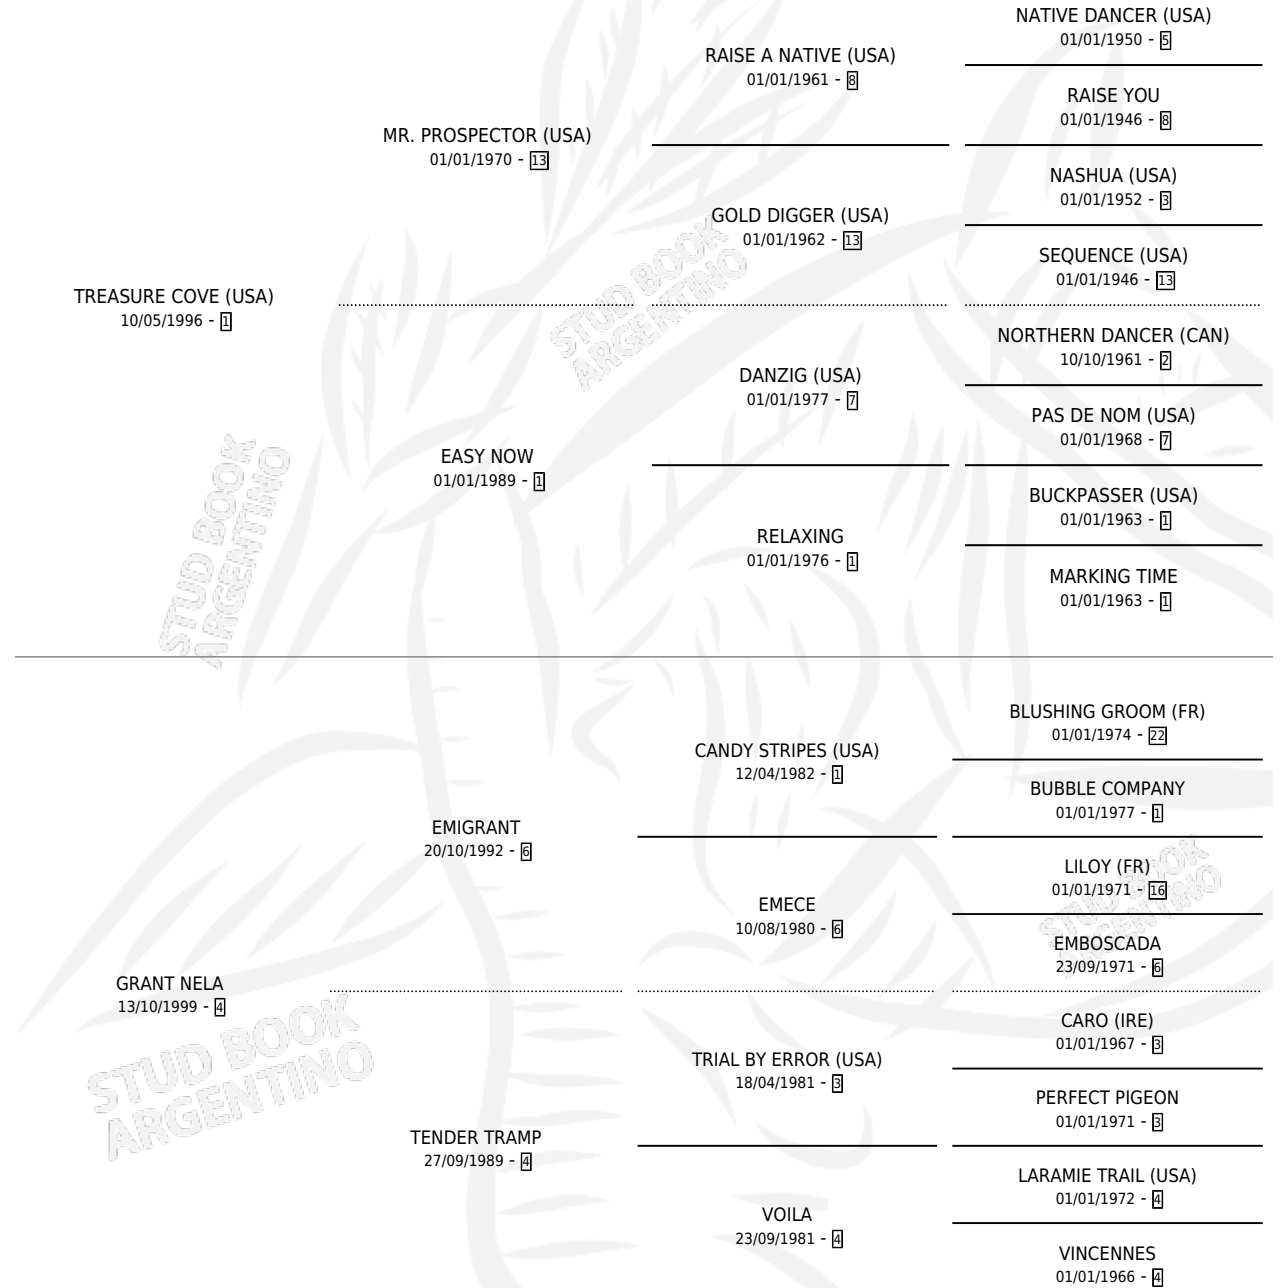 NATIVE DANCER (USA)
01/01/1950 - 5
RAISE A NATIVE (USA)
01/01/1961 - 8
RAISE YOU
01/01/1946 - 8
MR. PROSPECTOR (USA)
01/01/1970 - 13
NASHUA (USA)
01/01/1952 - 3
GOLD DIGGER (USA)
01/01/1962 - 13
SEQUENCE (USA)
01/01/1946 - 13
TREASURE COVE (USA)
10/05/1996 - 1
NORTHERN DANCER (CAN)
10/10/1961 - 2
DANZIG (USA)
01/01/1977 - 7
PAS DE NOM (USA)
01/01/1968 - 7
EASY NOW
01/01/1989 - 1
BUCKPASSER (USA)
01/01/1963 - 1
RELAXING
01/01/1976 - 1
MARKING TIME
01/01/1963 - 1
BLUSHING GROOM (FR)
01/01/1974 - 22
CANDY STRIPES (USA)
12/04/1982 - 1
BUBBLE COMPANY
01/01/1977 - 1
EMIGRANT
20/10/1992 - 6
LILOY (FR)
01/01/1971 - 16
EMECE
10/08/1980 - 6
EMBOSCADA
23/09/1971 - 6
GRANT NELA
13/10/1999 - 4
CARO (IRE)
01/01/1967 - 3
TRIAL BY ERROR (USA)
18/04/1981 - 3
PERFECT PIGEON
01/01/1971 - 3
TENDER TRAMP
27/09/1989 - 4
LARAMIE TRAIL (USA)
01/01/1972 - 4
VOILA
23/09/1981 - 4
VINCENNES
01/01/1966 - 4
STUD BOOK
ARGENTINO
STUD BOOK
ARGENTINO
STUD BOOK
ARGENTINO
STUD BOOK
ARGENTINO